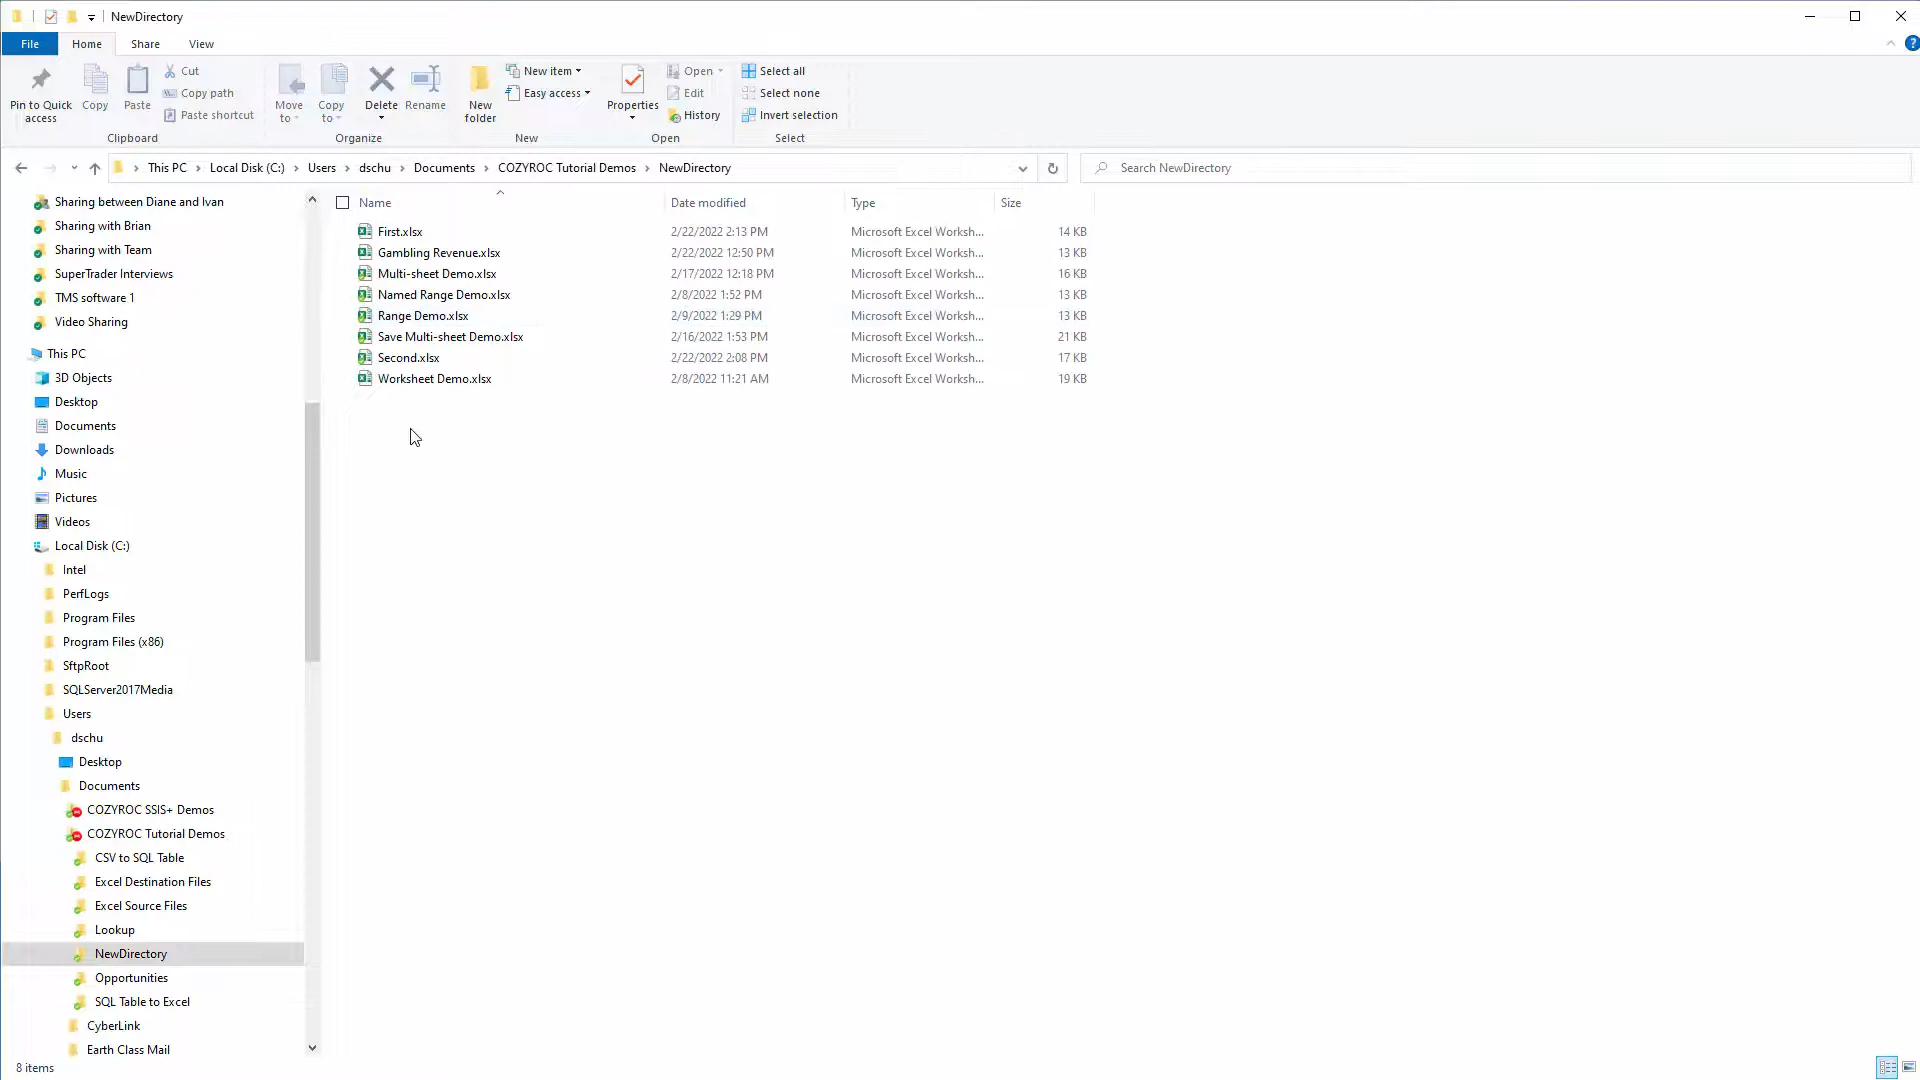 NewDirectory
File Home Share View
Pin to Quick access
Copy
Paste
Cut
Copy path
Paste shortcut
Clipboard
Move to
Copy to
Delete
Rename
Organize
New folder
New item
Easy access
New
Properties
Open
Edit
History
Open
Select all
Select none
Invert selection
Select
This PC > Local Disk (C:) > Users > dschu > Documents > COZYROC Tutorial Demos > NewDirectory
Search NewDirectory
Sharing between Diane and Ivan
Sharing with Brian
Sharing with Team
SuperTrader Interviews
TMS software 1
Video Sharing
This PC
3D Objects
Desktop
Documents
Downloads
Music
Pictures
Videos
Local Disk (C:)
Intel
PerfLogs
Program Files
Program Files (x86)
SftpRoot
SQLServer2017Media
Users
dschu
Desktop
Documents
COZYROC SSIS+ Demos
COZYROC Tutorial Demos
CSV to SQL Table
Excel Destination Files
Excel Source Files
Lookup
NewDirectory
Opportunities
SQL Table to Excel
CyberLink
Earth Class Mail
Name Date modified Type Size
First.xlsx 2/22/2022 2:13 PM Microsoft Excel Worksh... 14 KB
Gambling Revenue.xlsx 2/22/2022 12:50 PM Microsoft Excel Worksh... 13 KB
Multi-sheet Demo.xlsx 2/17/2022 12:18 PM Microsoft Excel Worksh... 16 KB
Named Range Demo.xlsx 2/8/2022 1:52 PM Microsoft Excel Worksh... 13 KB
Range Demo.xlsx 2/9/2022 1:29 PM Microsoft Excel Worksh... 13 KB
Save Multi-sheet Demo.xlsx 2/16/2022 1:53 PM Microsoft Excel Worksh... 21 KB
Second.xlsx 2/22/2022 2:08 PM Microsoft Excel Worksh... 17 KB
Worksheet Demo.xlsx 2/8/2022 11:21 AM Microsoft Excel Worksh... 19 KB
8 items